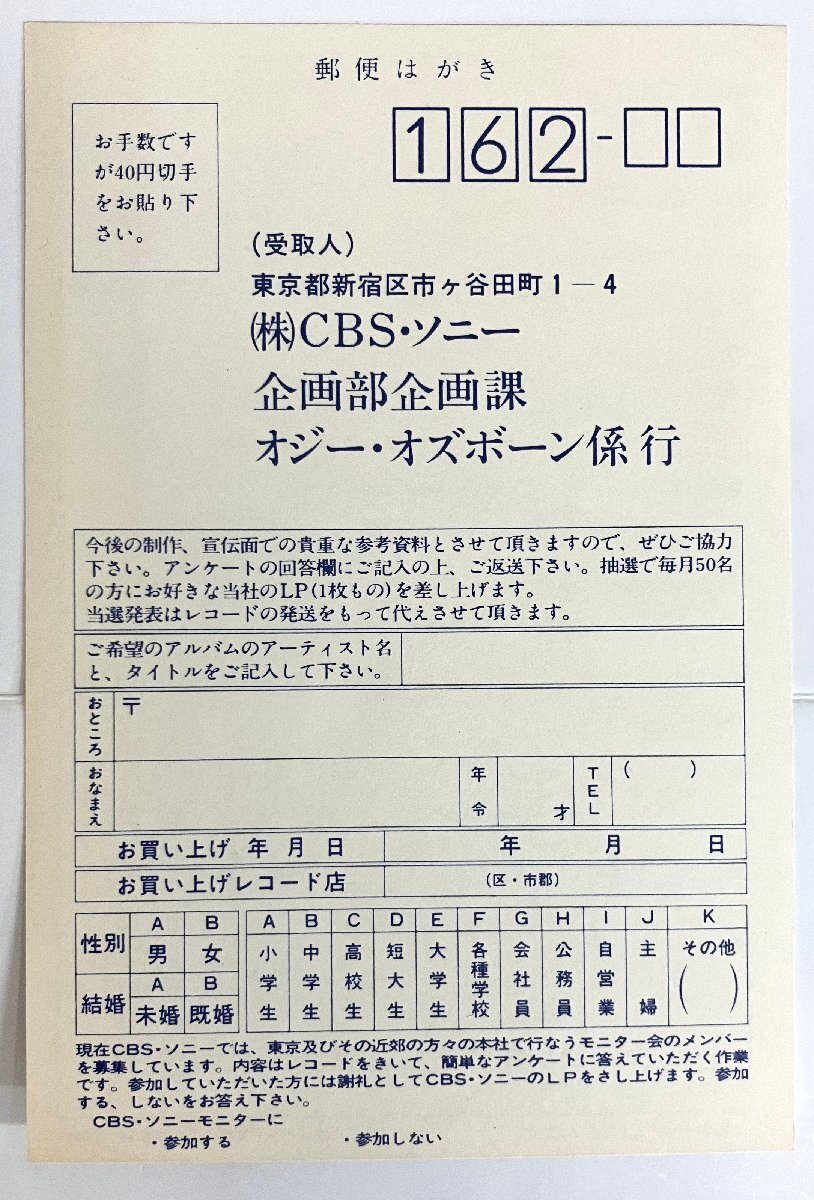 郵便はがき
お手数です
が40円切手
をお貼り下
さい。
162-
(受取人)
東京都新宿区市ヶ谷田町1―4
(株)CBS・ソニー
企画部企画課
オジー・オズボーン係 行
今後の制作、宣伝面での貴重な参考資料とさせて頂きますので、ぜひご協力
下さい。アンケートの回答欄にご記入の上、ご返送下さい。抽選で毎月50名
の方にお好きな当社のLP(1枚もの)を差し上げます。
当選発表はレコードの発送をもって代えさせて頂きます。
ご希望のアルバムのアーティスト名
と、タイトルをご記入して下さい。
おところ
〒
おなまえ
年令
才
TEL
( )
お買い上げ 年 月 日
年 月 日
お買い上げレコード店
(区・市郡)
性別
A 男
B 女
結婚
A 未婚
B 既婚
A 小学生
B 中学生
C 高校生
D 短大生
E 大学生
F 各種学校
G 会社員
H 公務員
I 自営業
J 主婦
K その他
( )
現在CBS・ソニーでは、東京及びその近郊の方々の本社で行なうモニター会のメンバー
を募集しています。内容はレコードをきいて、簡単なアンケートに答えていただく作業
です。参加していただいた方には謝礼としてCBS・ソニーのLPをさし上げます。参加
する、しないをお答え下さい。
CBS・ソニーモニターに
・参加する ・参加しない